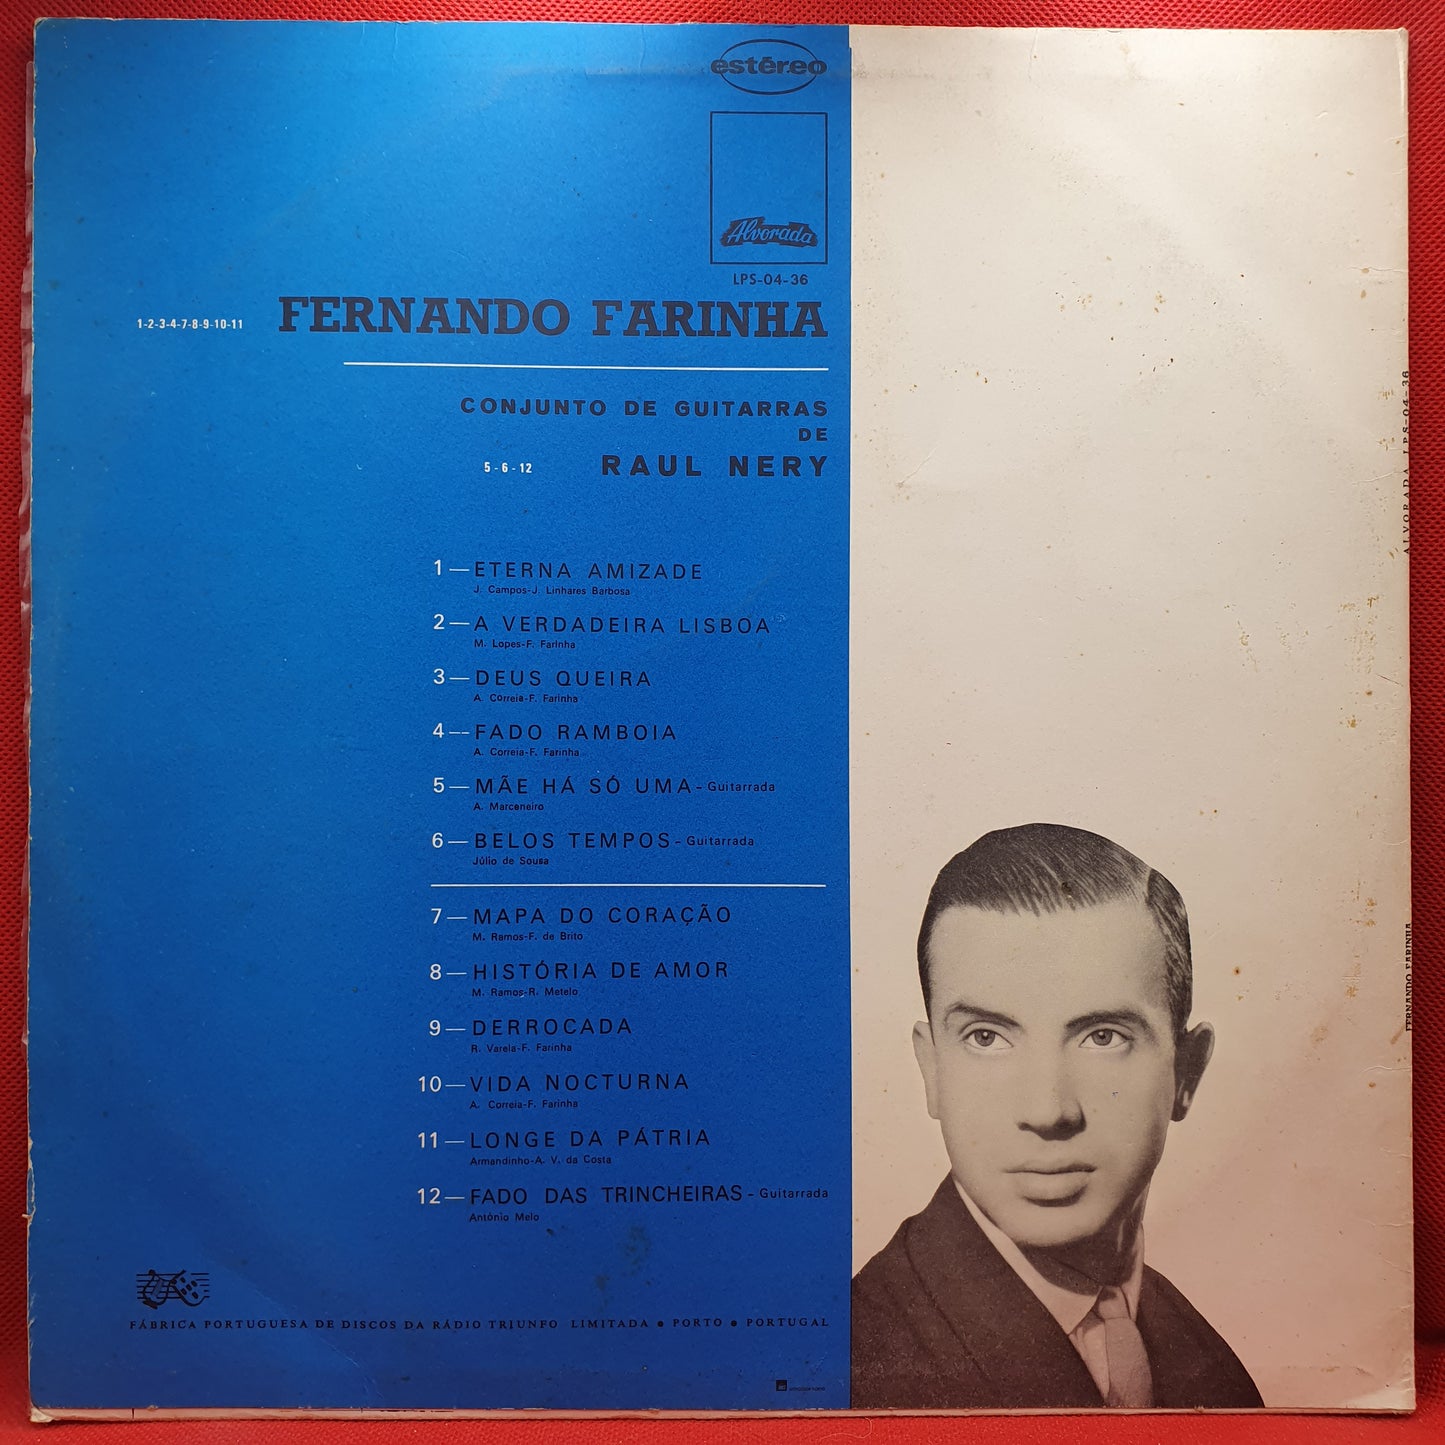 estéreo
Alvorada
LPS-04-36
1-2-3-4-7-8-9-10-11 FERNANDO FARINHA
CONJUNTO DE GUITARRAS
DE
5-6-12 RAUL NERY
1—ETERNA AMIZADE
J. Campos-J. Linhares Barbosa
2—A VERDADEIRA LISBOA
M. Lopes-F. Farinha
3—DEUS QUEIRA
A. Correia-F. Farinha
4—FADO RAMBOIA
A. Correia-F. Farinha
5—MÃE HÁ SÓ UMA-Guitarrada
A. Marceneiro
6—BELOS TEMPOS-Guitarrada
Júlio de Sousa
7—MAPA DO CORAÇÃO
M. Ramos-F. de Brito
8—HISTÓRIA DE AMOR
M. Ramos-R. Metelo
9—DERROCADA
R. Varela-F. Farinha
10—VIDA NOCTURNA
A. Correia-F. Farinha
11—LONGE DA PÁTRIA
Armandinho-A. V. da Costa
12—FADO DAS TRINCHEIRAS-Guitarrada
António Melo
FÁBRICA PORTUGUESA DE DISCOS DA RÁDIO TRIUNFO LIMITADA • PORTO • PORTUGAL
ALVORADA LPS-04-36
FERNANDO FARINHA